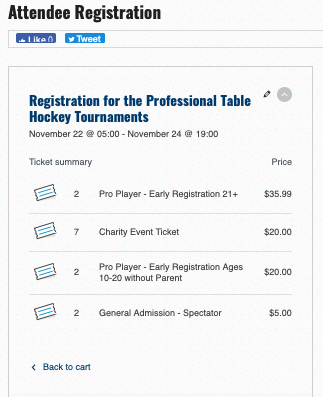 Attendee Registration
Like 0
Tweet
Registration for the Professional Table
Hockey Tournaments
November 22 @ 05:00 - November 24 @ 19:00
Ticket summary Price
2 Pro Player - Early Registration 21+ $35.99
7 Charity Event Ticket $20.00
2 Pro Player - Early Registration Ages
10-20 without Parent $20.00
2 General Admission - Spectator $5.00
Back to cart